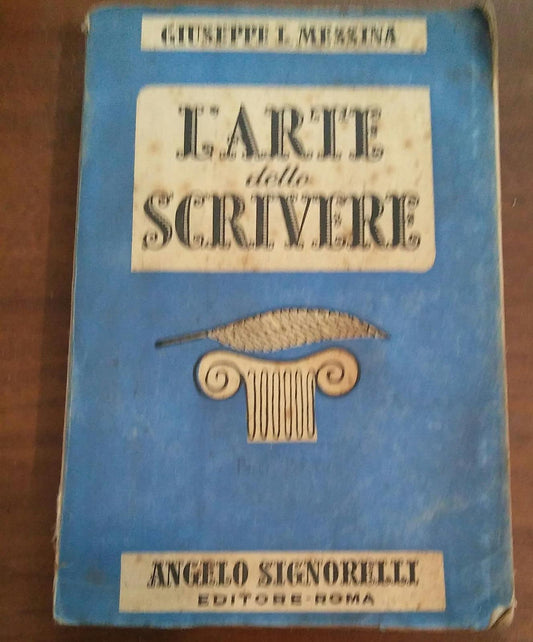 GIUSEPPE L. MESSINA
L'ARTE
dello
SCRIVERE
ANGELO SIGNORELLI
EDITORE-ROMA